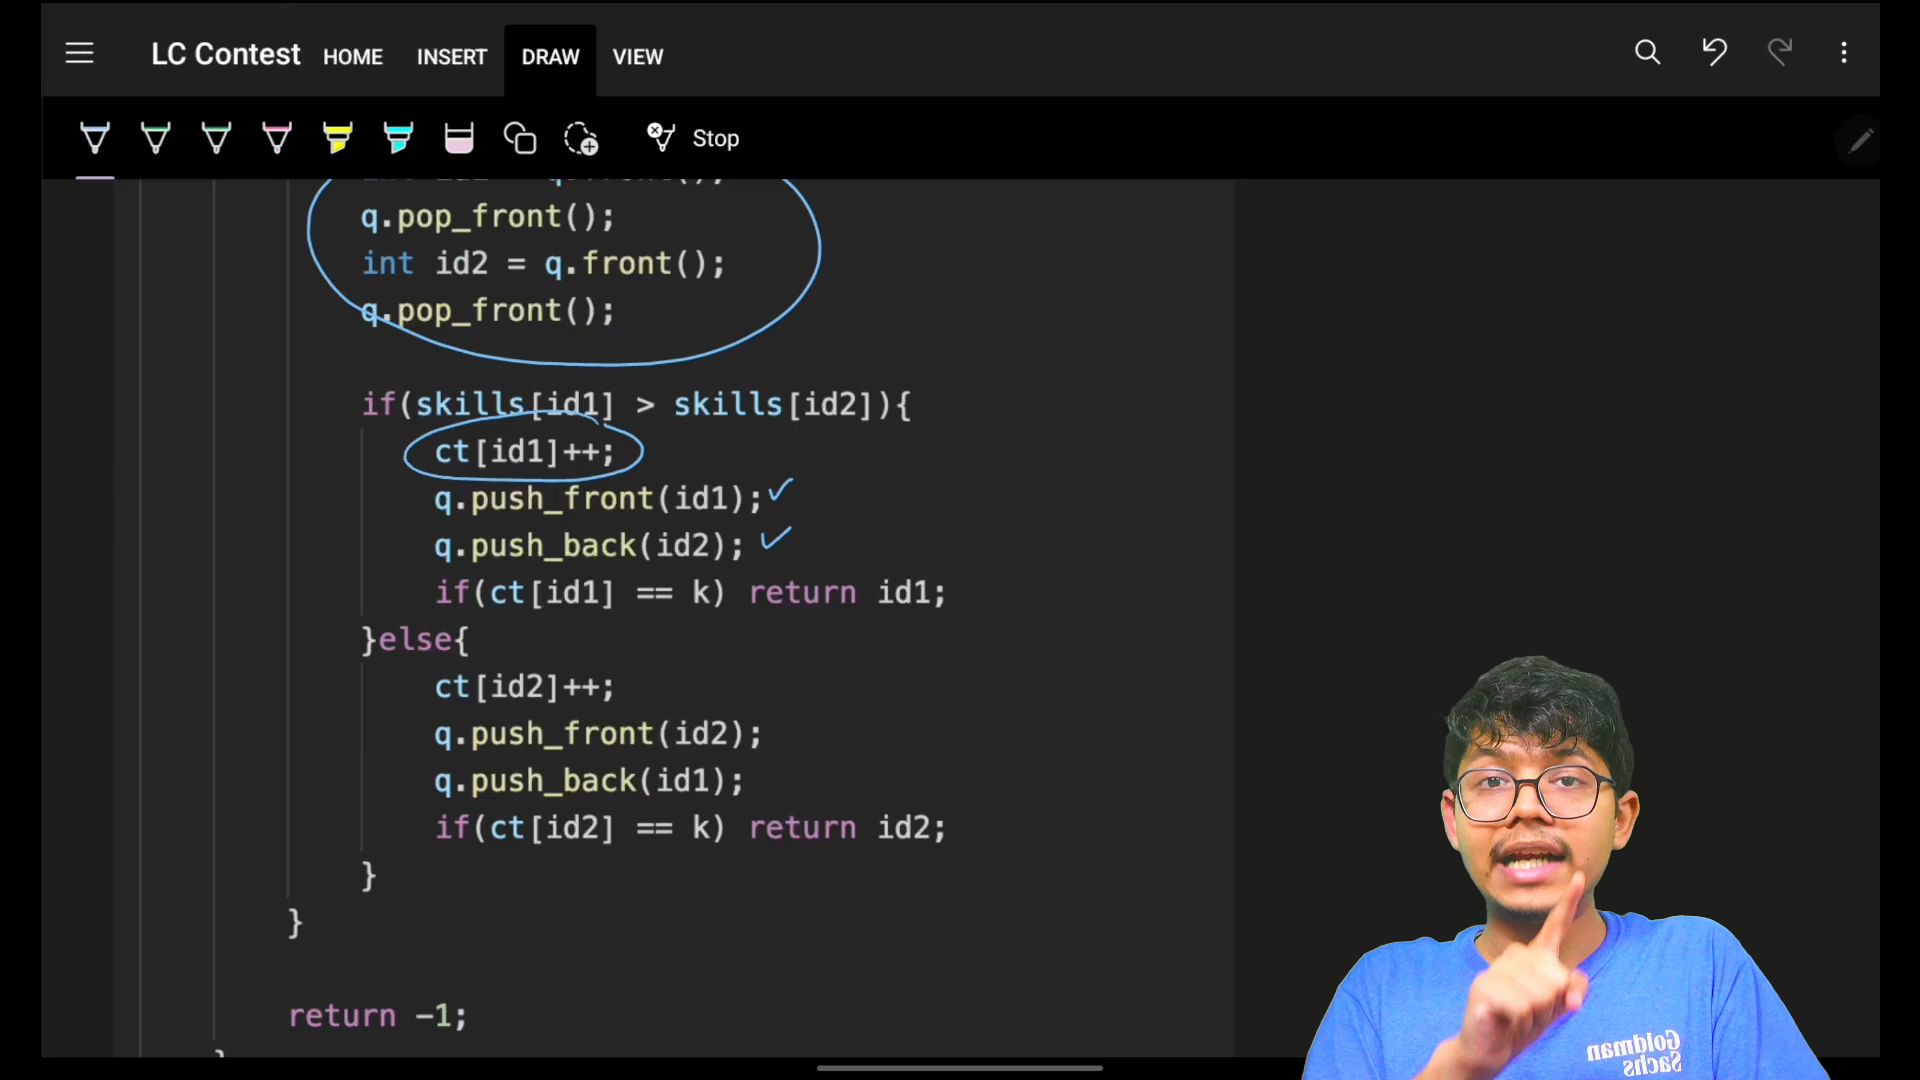 LC Contest HOME INSERT DRAW VIEW
Stop
q.pop_front();
int id2 = q.front();
q.pop_front();
if(skills[id1] > skills[id2]){
ct[id1]++;
q.push_front(id1);
q.push_back(id2);
if(ct[id1] == k) return id1;
}else{
ct[id2]++;
q.push_front(id2);
q.push_back(id1);
if(ct[id2] == k) return id2;
}
}
return -1;
Goldman
Sachs